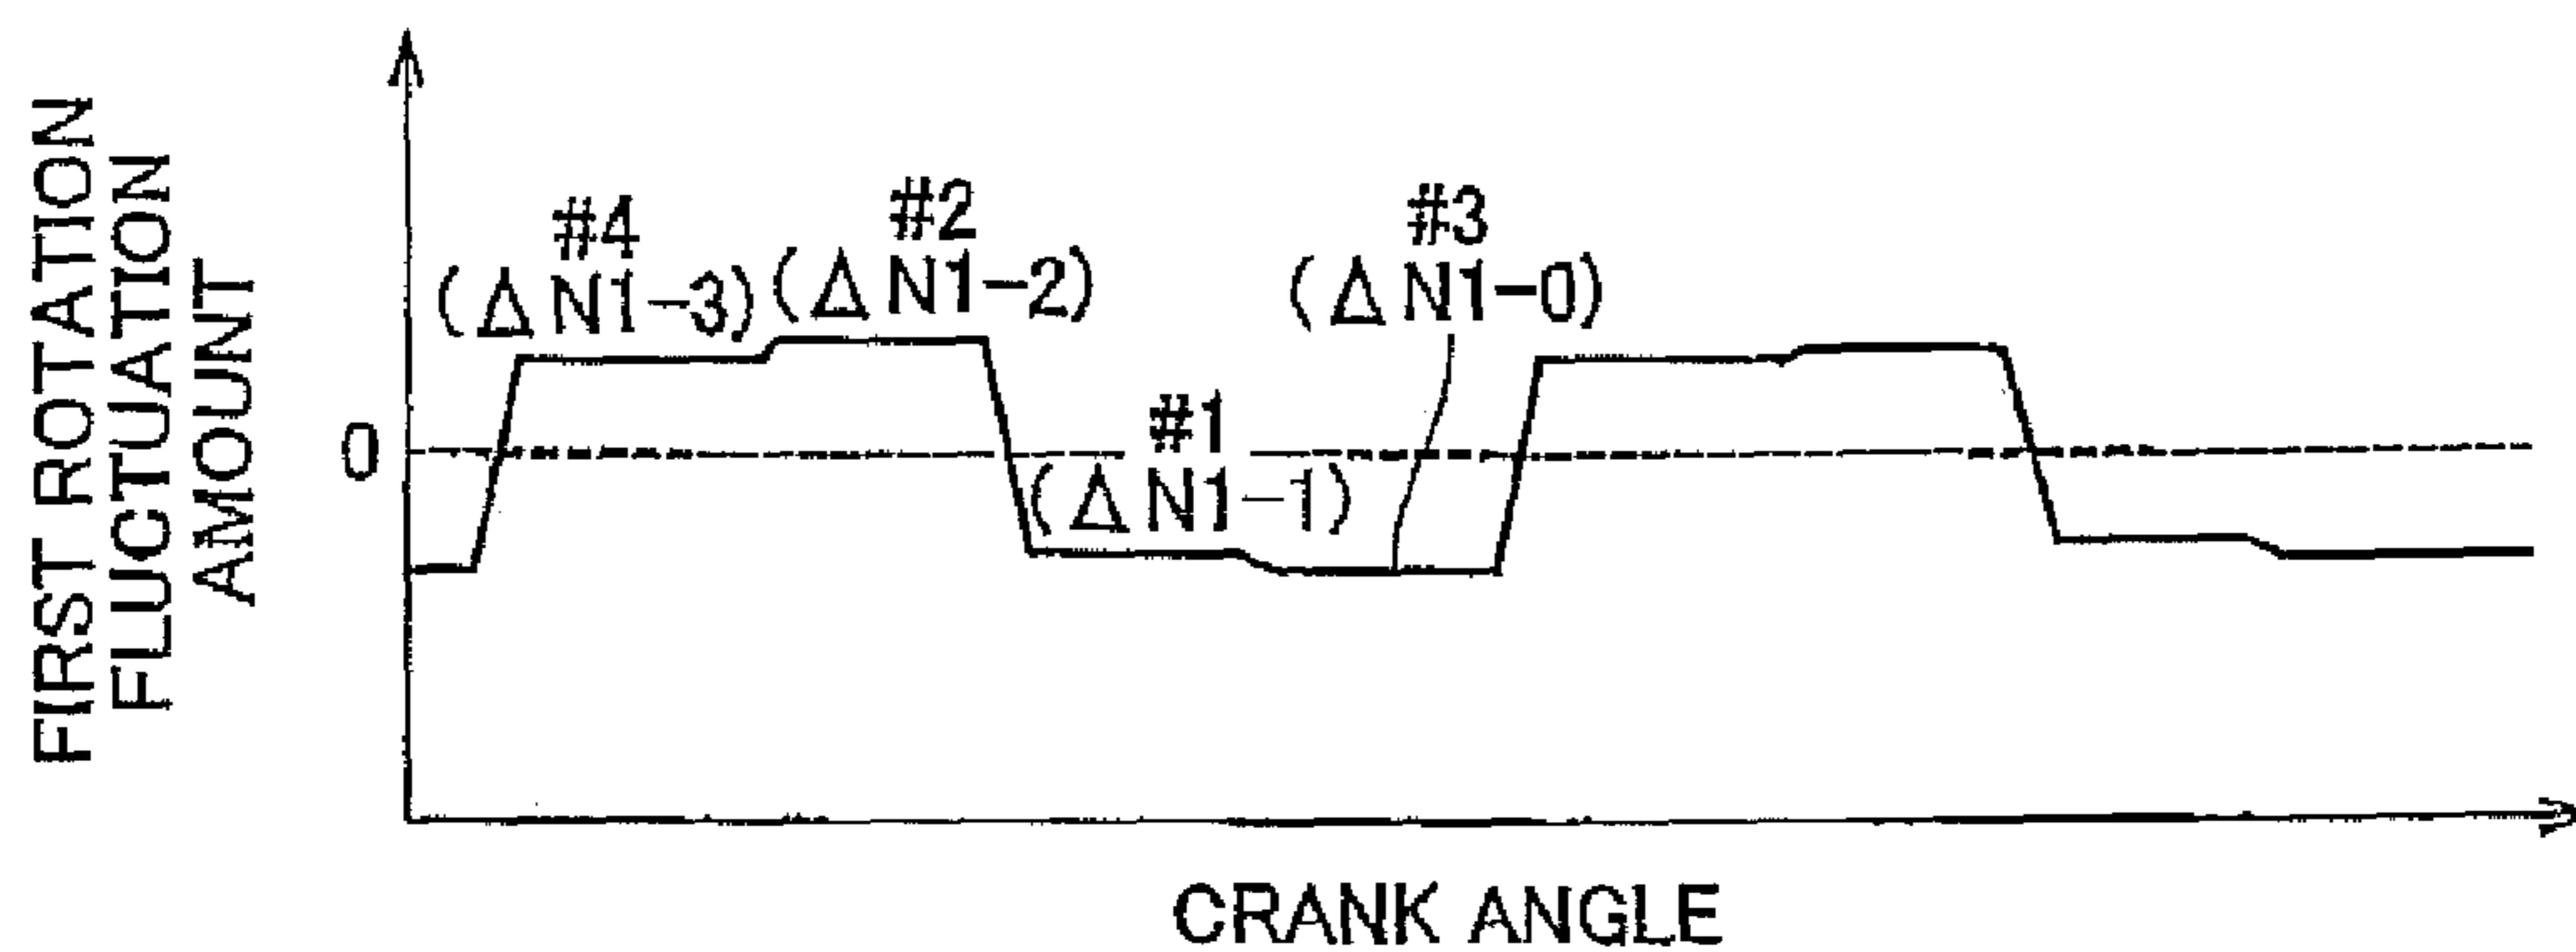 FIRST ROTATION
FLUCTUATION
AMOUNT
#4
(ΔN1-3)
#2
(ΔN1-2)
#3
(ΔN1-0)
0
#1
(ΔN1-1)
CRANK ANGLE